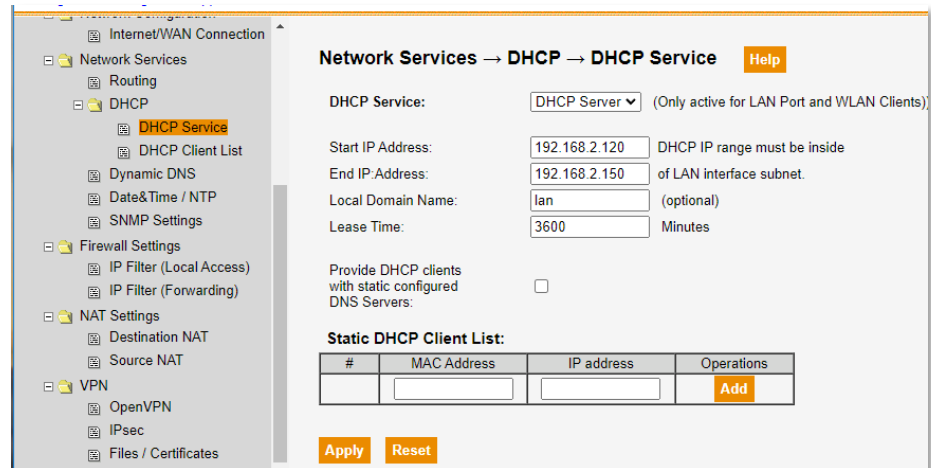 Internet/WAN Connection
Network Services
Routing
DHCP
DHCP Service
DHCP Client List
Dynamic DNS
Date&Time / NTP
SNMP Settings
Firewall Settings
IP Filter (Local Access)
IP Filter (Forwarding)
NAT Settings
Destination NAT
Source NAT
VPN
OpenVPN
IPsec
Files / Certificates
Network Services → DHCP → DHCP Service Help
DHCP Service: DHCP Server (Only active for LAN Port and WLAN Clients))
Start IP Address: 192.168.2.120 DHCP IP range must be inside
End IP:Address: 192.168.2.150 of LAN interface subnet.
Local Domain Name: lan (optional)
Lease Time: 3600 Minutes
Provide DHCP clients
with static configured
DNS Servers:
Static DHCP Client List:
# MAC Address IP address Operations
Add
Apply Reset